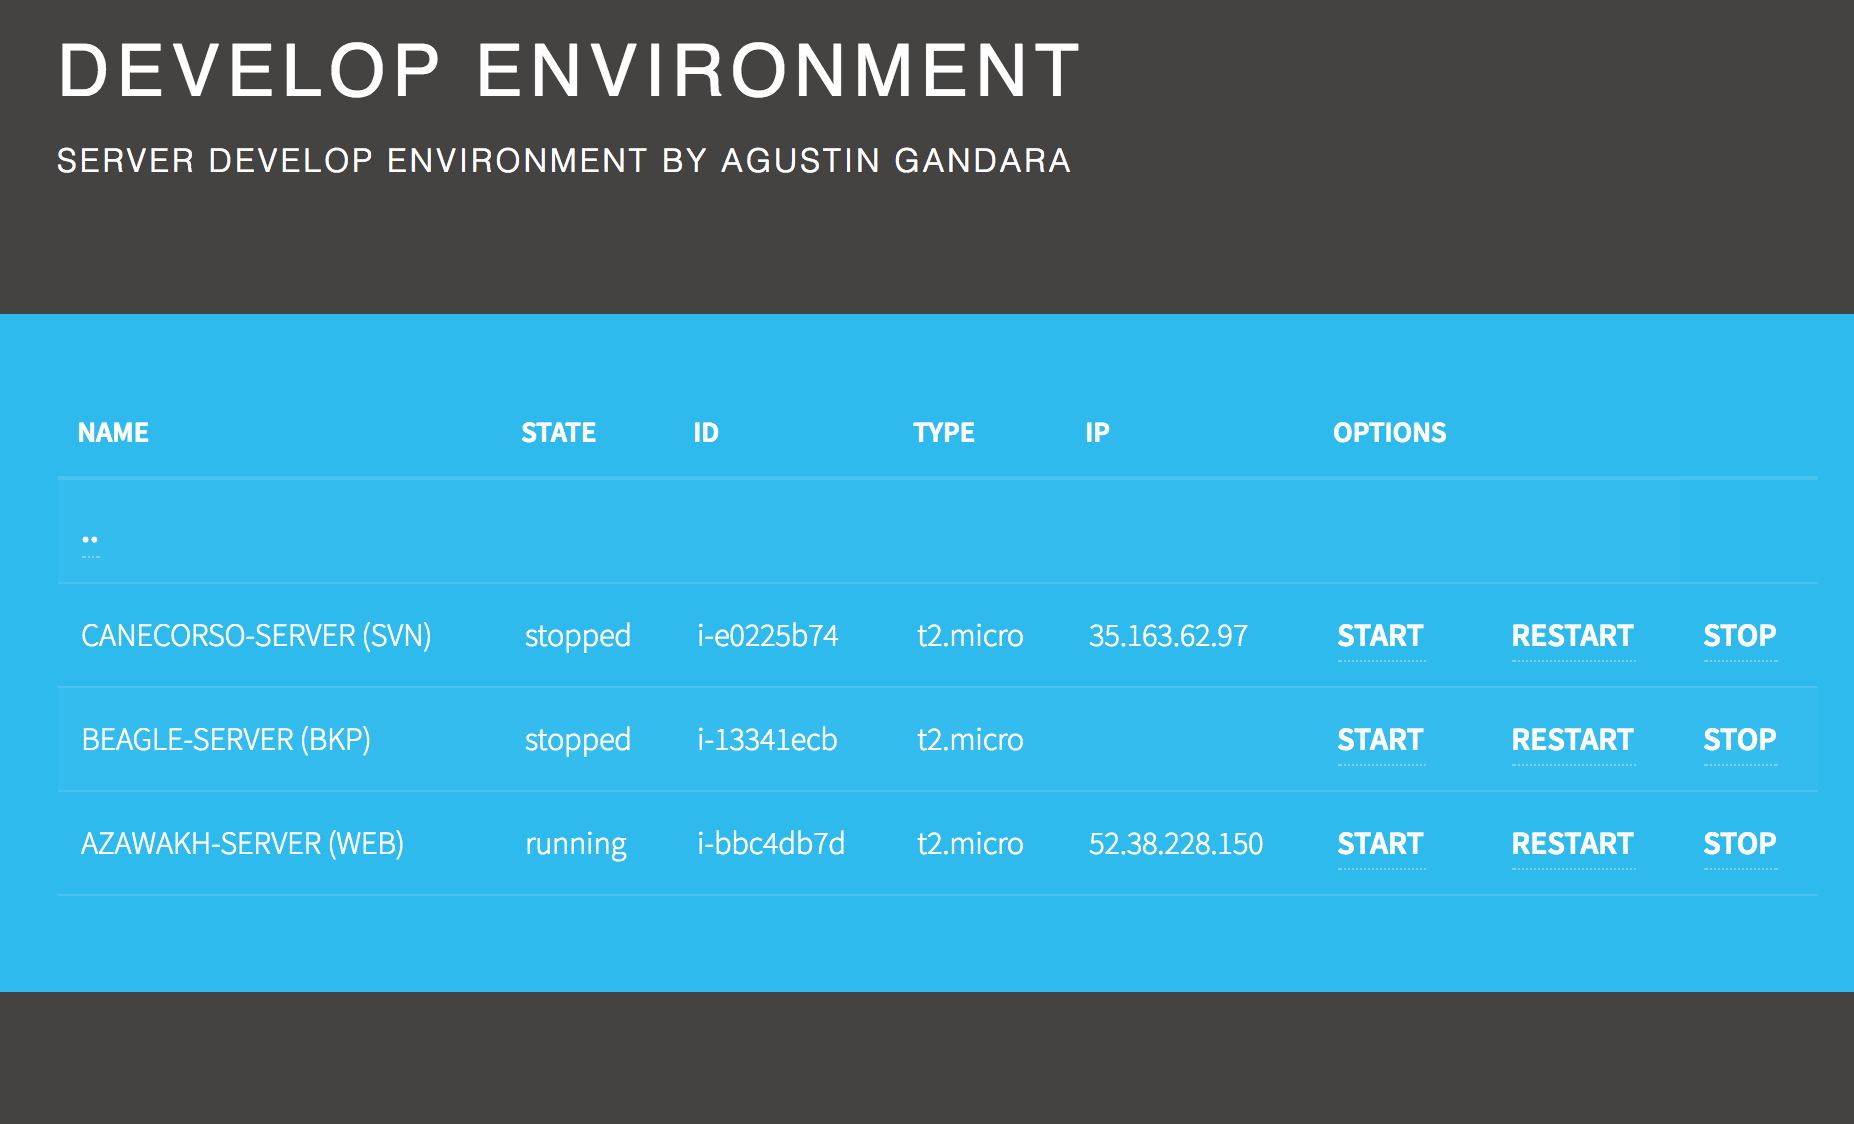 DEVELOP ENVIRONMENT
SERVER DEVELOP ENVIRONMENT BY AGUSTIN GANDARA
NAME STATE ID TYPE IP OPTIONS
..
CANECORSO-SERVER (SVN) stopped i-e0225b74 t2.micro 35.163.62.97 START RESTART STOP
BEAGLE-SERVER (BKP) stopped i-13341ecb t2.micro START RESTART STOP
AZAWAKH-SERVER (WEB) running i-bbc4db7d t2.micro 52.38.228.150 START RESTART STOP